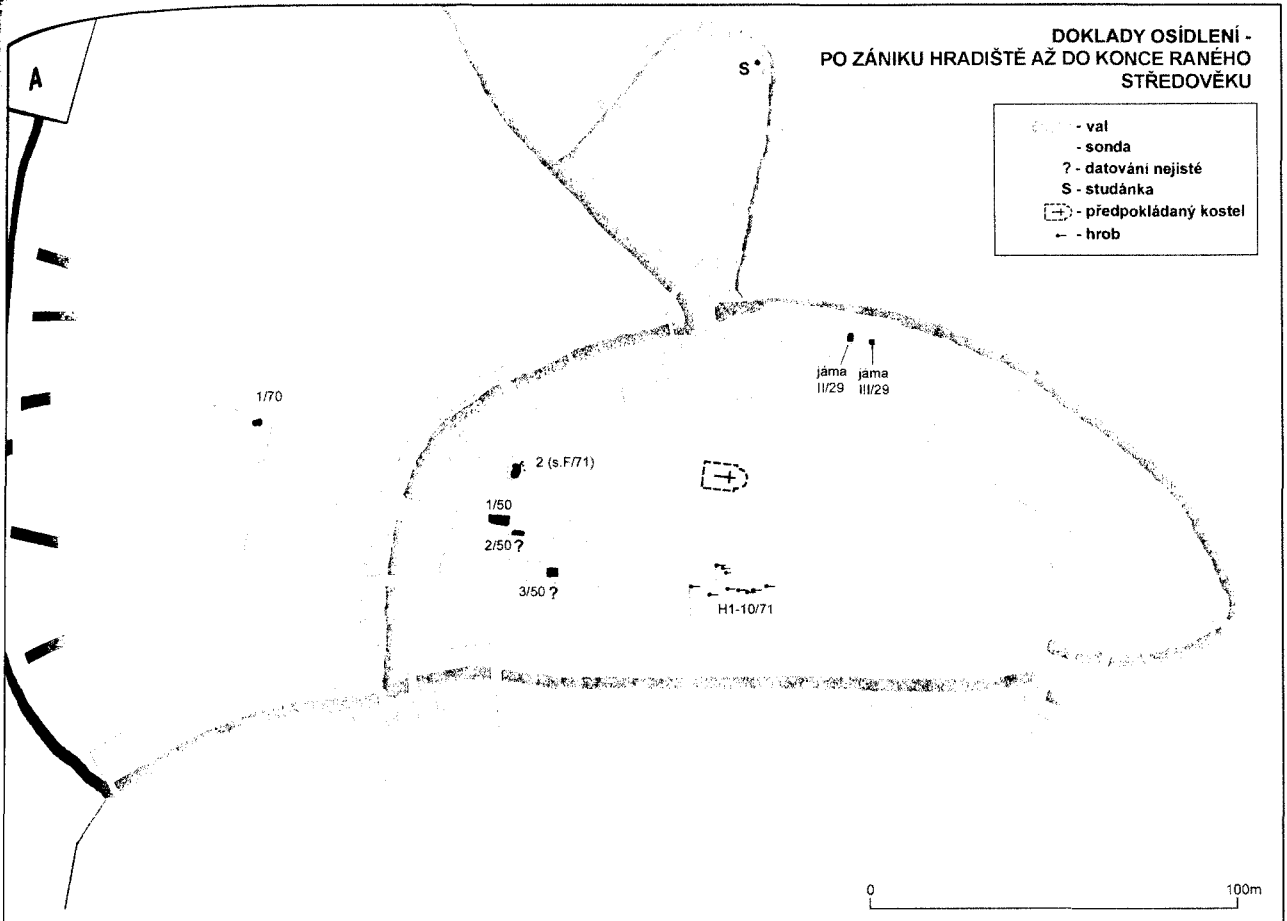 DOKLADY OSÍDLENÍ -
PO ZÁNIKU HRADIŠTĚ AŽ DO KONCE RANÉHO
STŘEDOVĚKU
- val
- sonda
? - datování nejisté
S - studánka
- předpokládaný kostel
- hrob
A
S
jáma
II/29
jáma
III/29
1/70
2 (s.F/71)
1/50
2/50 ?
3/50 ?
H1-10/71
0
100m